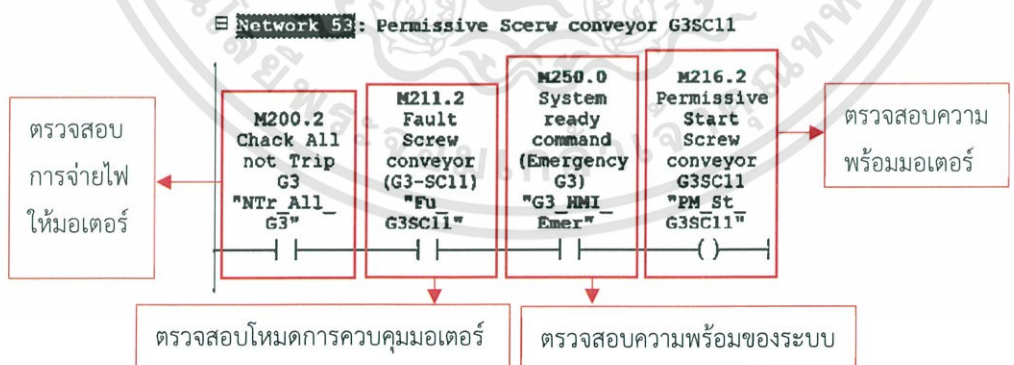 Network 53: Permissive Scerw conveyor G3SC11
ตรวจสอบ
การจ่ายไฟ
ให้มอเตอร์
M200.2
Chack All
not Trip
G3
"NTr_All_
G3"
M211.2
Fault
Screw
conveyor
(G3-SC11)
"Fu_
G3SC11"
M250.0
System
ready
command
(Emergency
G3)
"G3_HMI_
Emer"
M216.2
Permissive
Start
Screw
conveyor
G3SC11
"PM_St_
G3SC11"
ตรวจสอบความ
พร้อมมอเตอร์
ตรวจสอบโหมดการควบคุมมอเตอร์
ตรวจสอบความพร้อมของระบบ